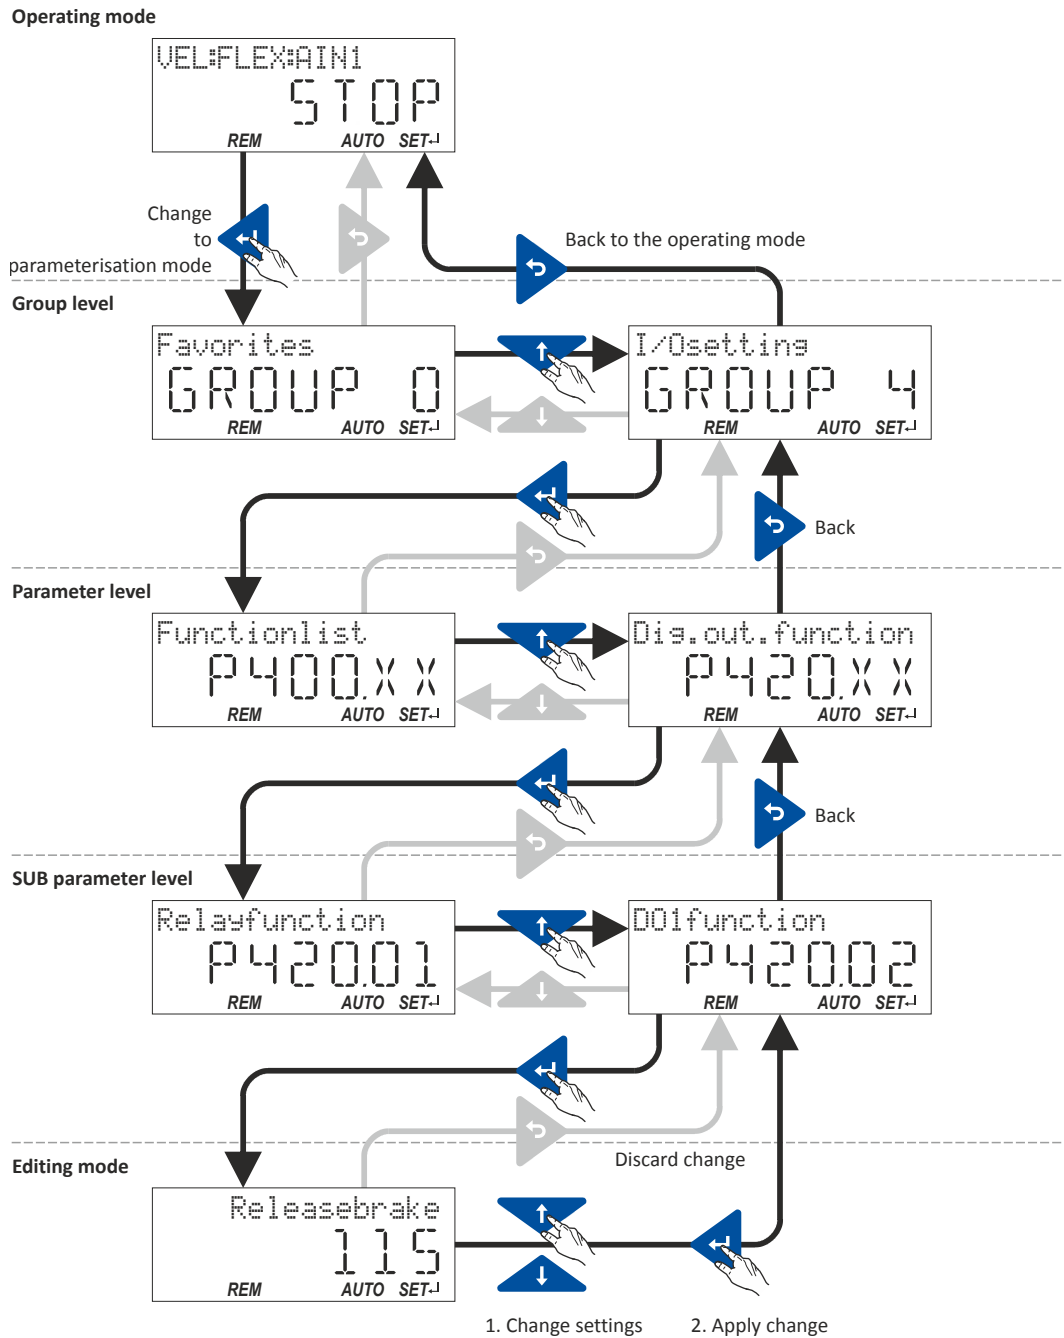 Operating mode
VEL:FLEX:AIN1
STOP
REM AUTO SET
Change
to
parameterisation mode
Back to the operating mode
Group level
Favorites
GROUP 0
REM AUTO SET
I/Osetting
GROUP 4
REM AUTO SET
Back
Parameter level
Functionlist
P400.XX
REM AUTO SET
Dig.out.function
P420.XX
REM AUTO SET
Back
SUB parameter level
Relayfunction
P420.01
REM AUTO SET
DO1function
P420.02
REM AUTO SET
Discard change
Editing mode
Releasebrake
115
REM AUTO SET
1. Change settings
2. Apply change